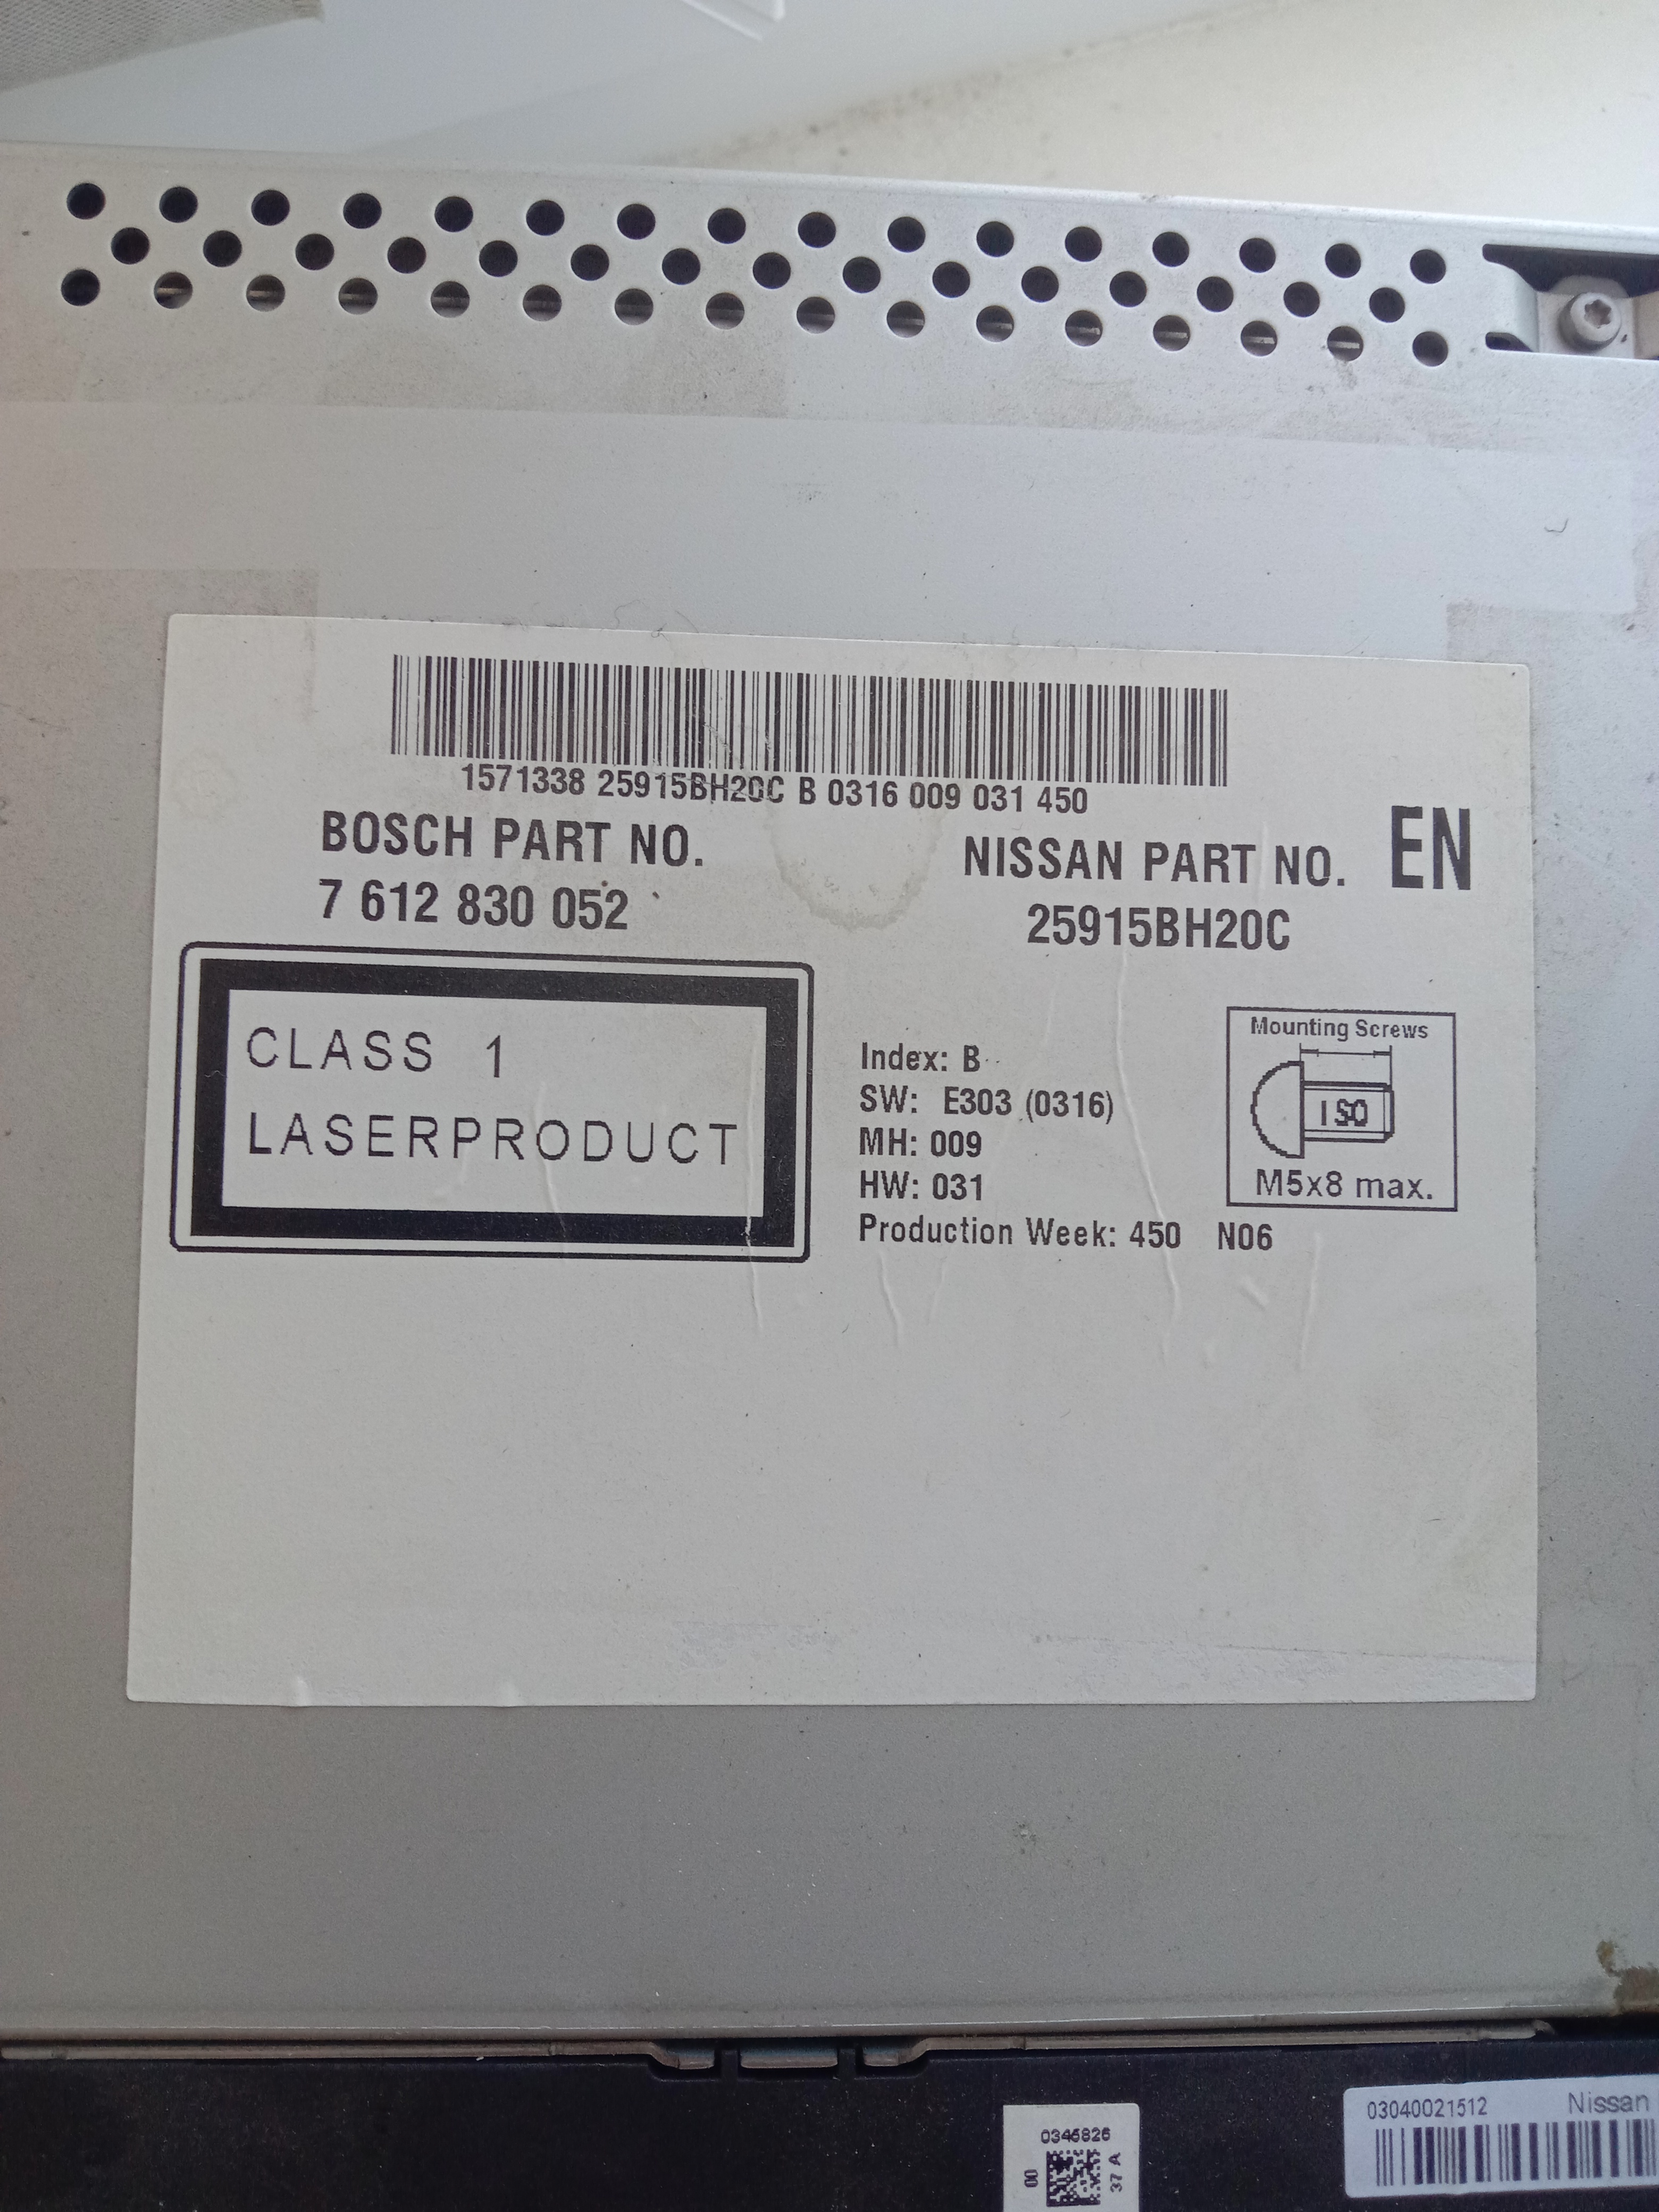 1571338 25915BH20C B 0316 009 031 450
BOSCH PART NO.
7 612 830 052
NISSAN PART NO.
25915BH20C
EN
CLASS 1
LASERPRODUCT
Index: B
SW: E303 (0316)
MH: 009
HW: 031
Production Week: 450 N06
Mounting Screws
ISO
M5x8 max.
0345826
00
37 A
03040021512 Nissan